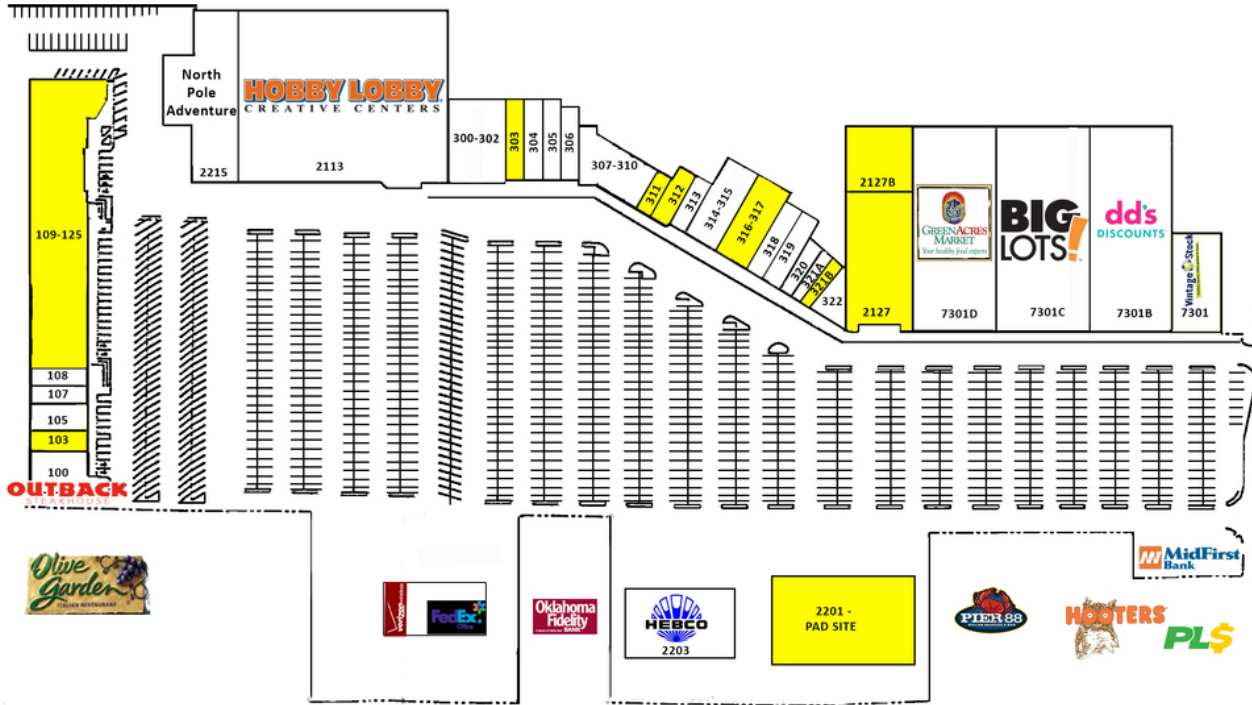 North
Pole
Adventure
2215
HOBBY LOBBY
CREATIVE CENTERS
2113
300-302
303
304
305
306
307-310
311
312
313
314-315
316-317
318
319
320
321A
321B
322
2127B
2127
GREENACRES
MARKET
Your healthy food experts
7301D
BIG
LOTS!
7301C
dd's
DISCOUNTS
7301B
Vintage Stock
7301
109-125
108
107
105
103
100
OUTBACK
STEAKHOUSE
Olive
Garden
ITALIAN RESTAURANT
verizon
FedEx
Office
Oklahoma
Fidelity
BANK
HEBCO
2203
2201 -
PAD SITE
PIER 88
MidFirst
Bank
HOOTERS
PL$